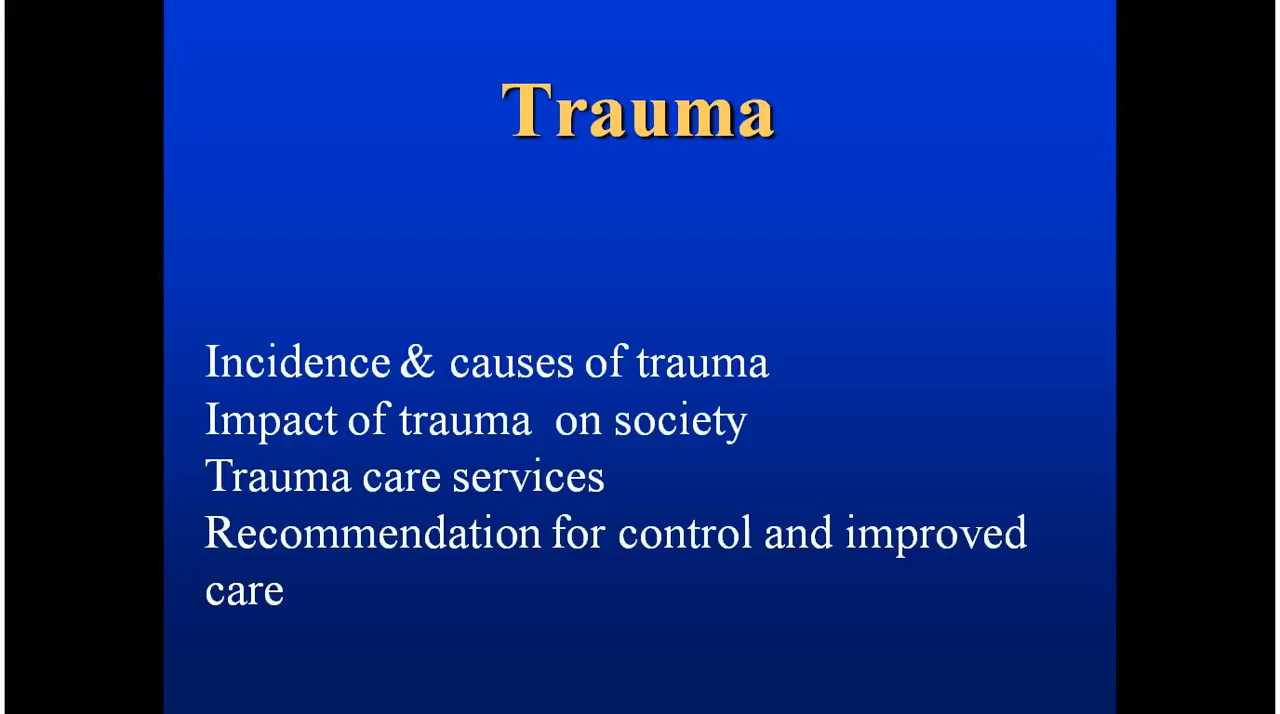 Trauma
Incidence & causes of trauma
Impact of trauma on society
Trauma care services
Recommendation for control and improved
care